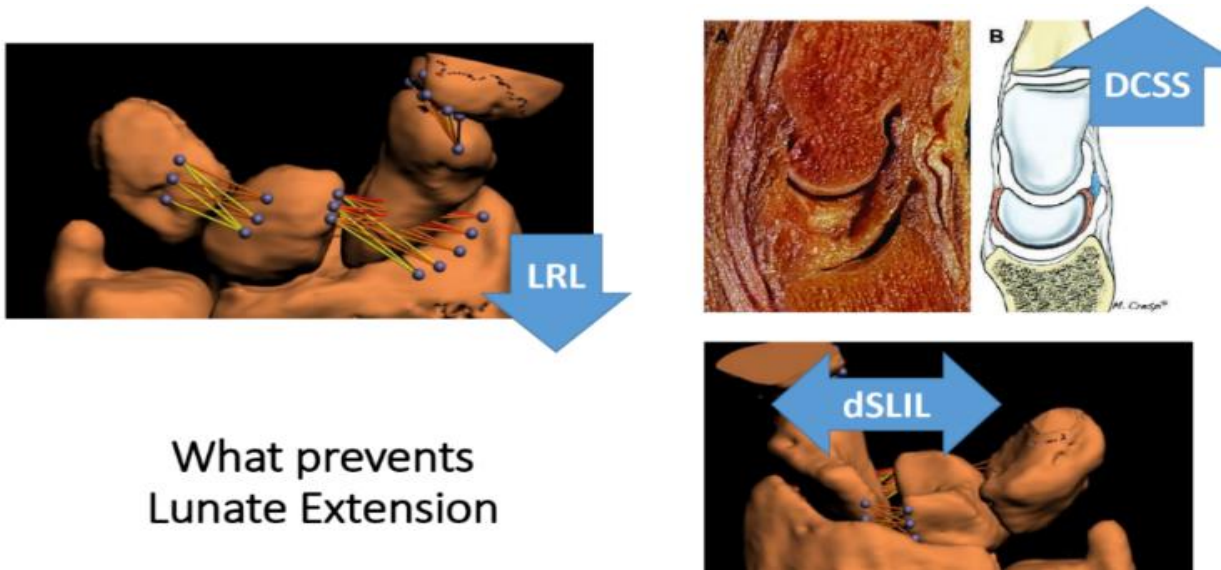 A
B
DCSS
LRL
M. Crespi
dSLIL
What prevents
Lunate Extension